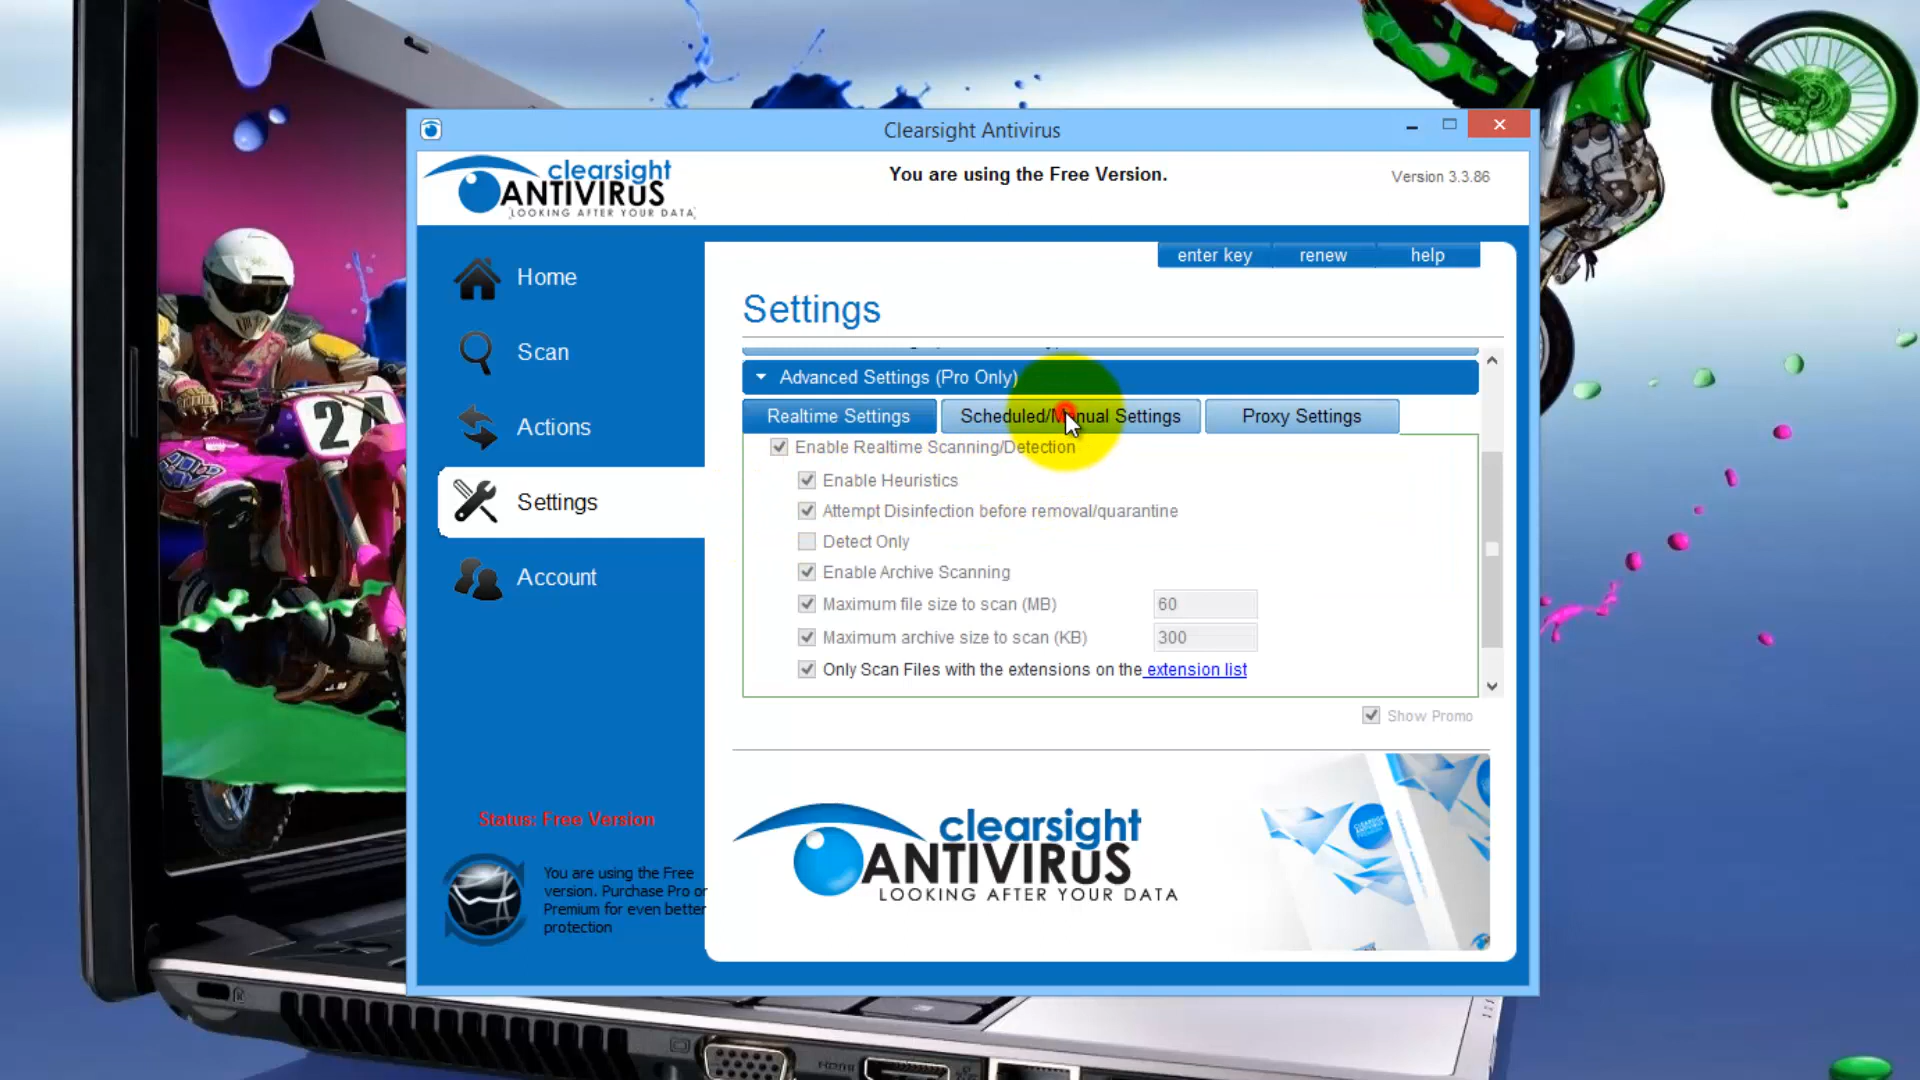 Clearsight Antivirus
clearsight
ANTIVIRUS
LOOKING AFTER YOUR DATA
You are using the Free Version.
Version 3.3.86
enter key
renew
help
Home
Scan
Actions
Settings
Account
Settings
Advanced Settings (Pro Only)
Realtime Settings
Scheduled/Manual Settings
Proxy Settings
Enable Realtime Scanning/Detection
Enable Heuristics
Attempt Disinfection before removal/quarantine
Detect Only
Enable Archive Scanning
Maximum file size to scan (MB) 60
Maximum archive size to scan (KB) 300
Only Scan Files with the extensions on the extension list
Show Promo
Status: Free Version
You are using the Free
version. Purchase Pro or
Premium for even better
protection
clearsight
ANTIVIRUS
LOOKING AFTER YOUR DATA
24
HDMI